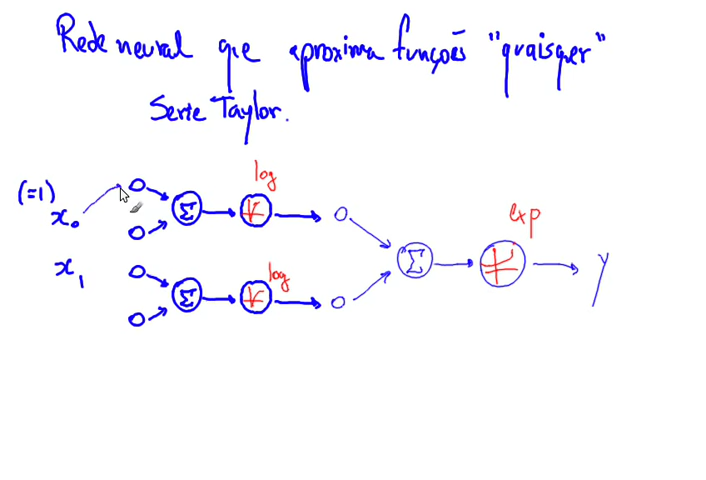 Rede neural que aproxima funções "quaisquer"
Serie Taylor.
(=1)
x₀
x₁
Σ
log
Σ
log
Σ
exp
y